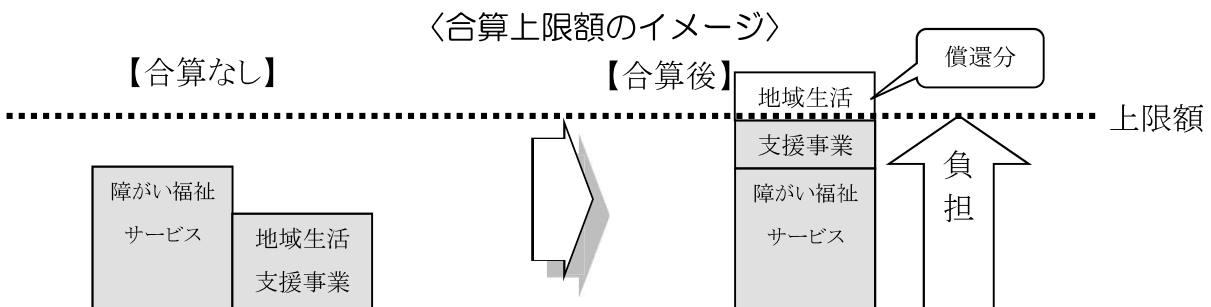 〈合算上限額のイメージ〉
【合算なし】
障がい福祉
サービス
地域生活
支援事業
【合算後】
償還分
地域生活
支援事業
障がい福祉
サービス
上限額
負
担